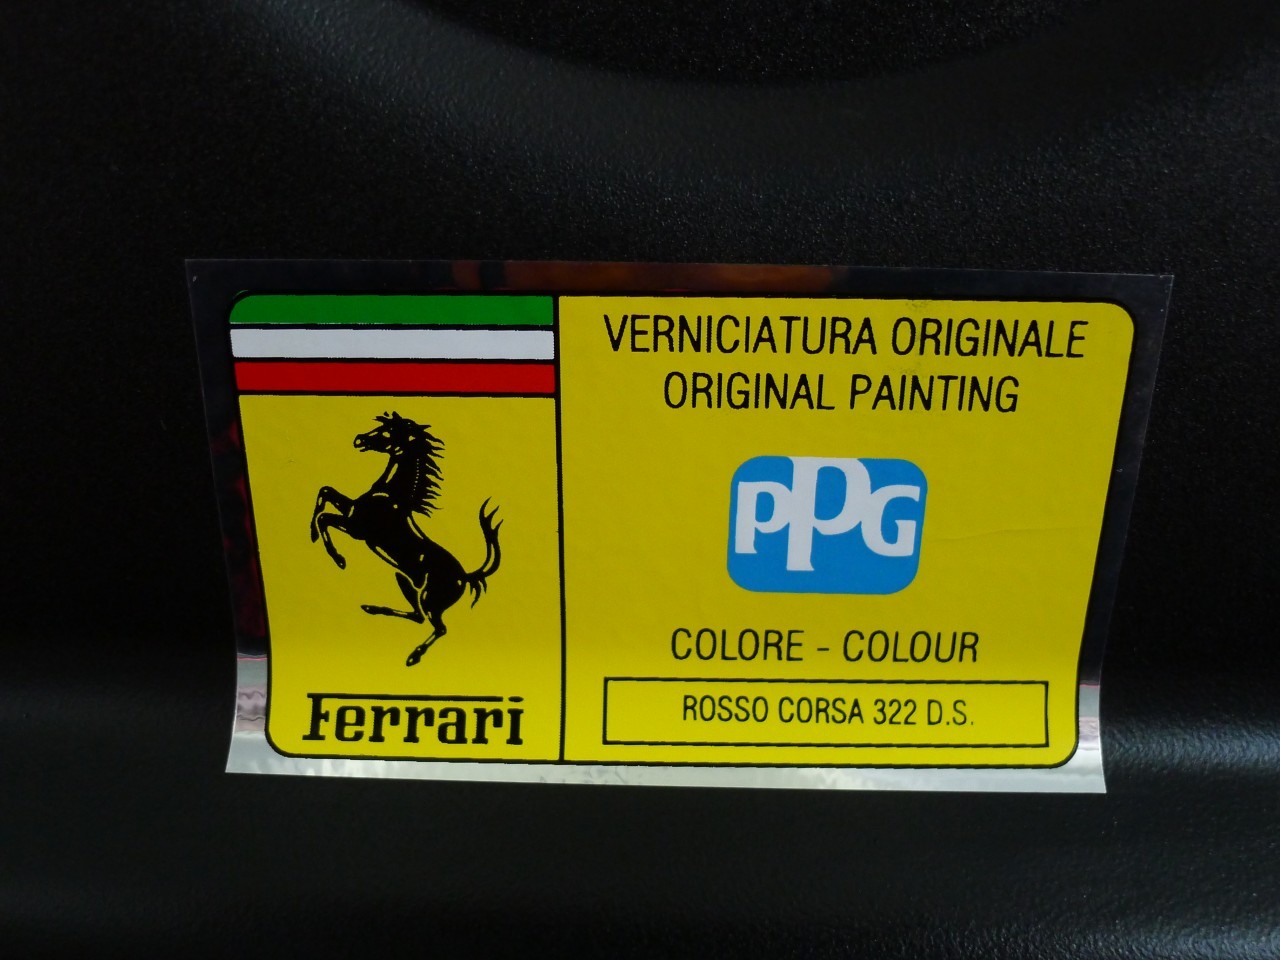 VERNICIATURA ORIGINALE
ORIGINAL PAINTING
PPG
COLORE - COLOUR
ROSSO CORSA 322 D.S.
Ferrari